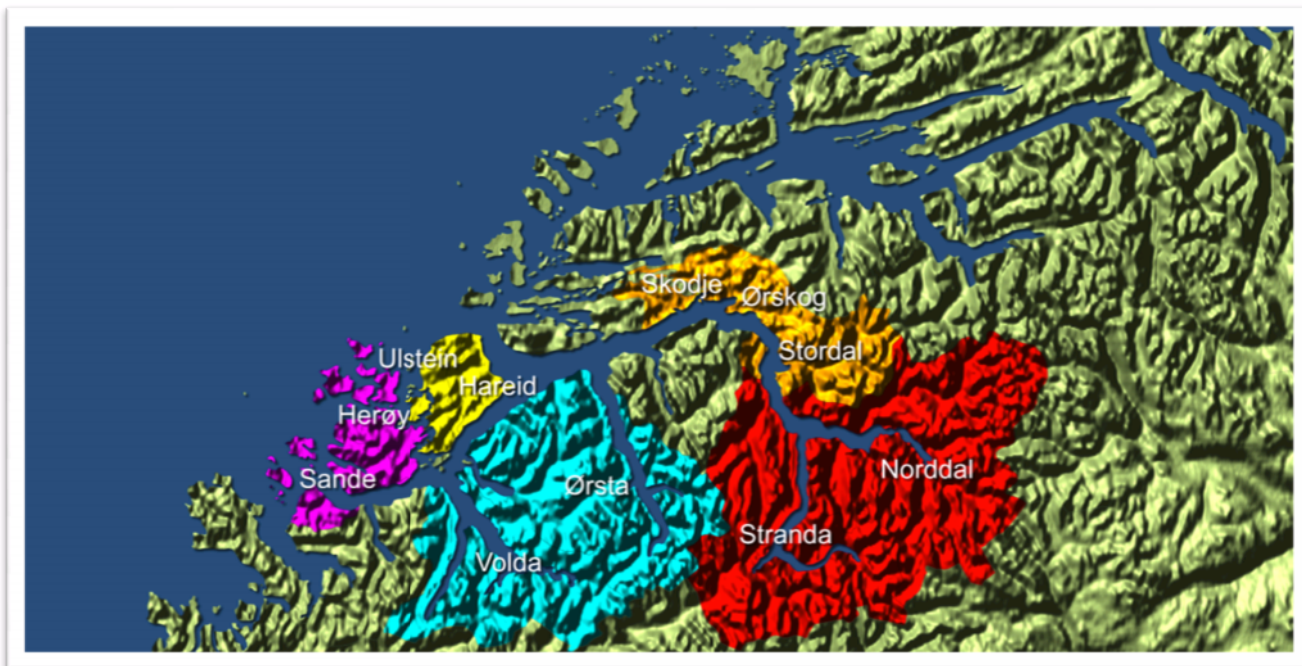 Skodje
Ørskog
Stordal
Ulstein
Hareid
Herøy
Sande
Ørsta
Volda
Norddal
Stranda